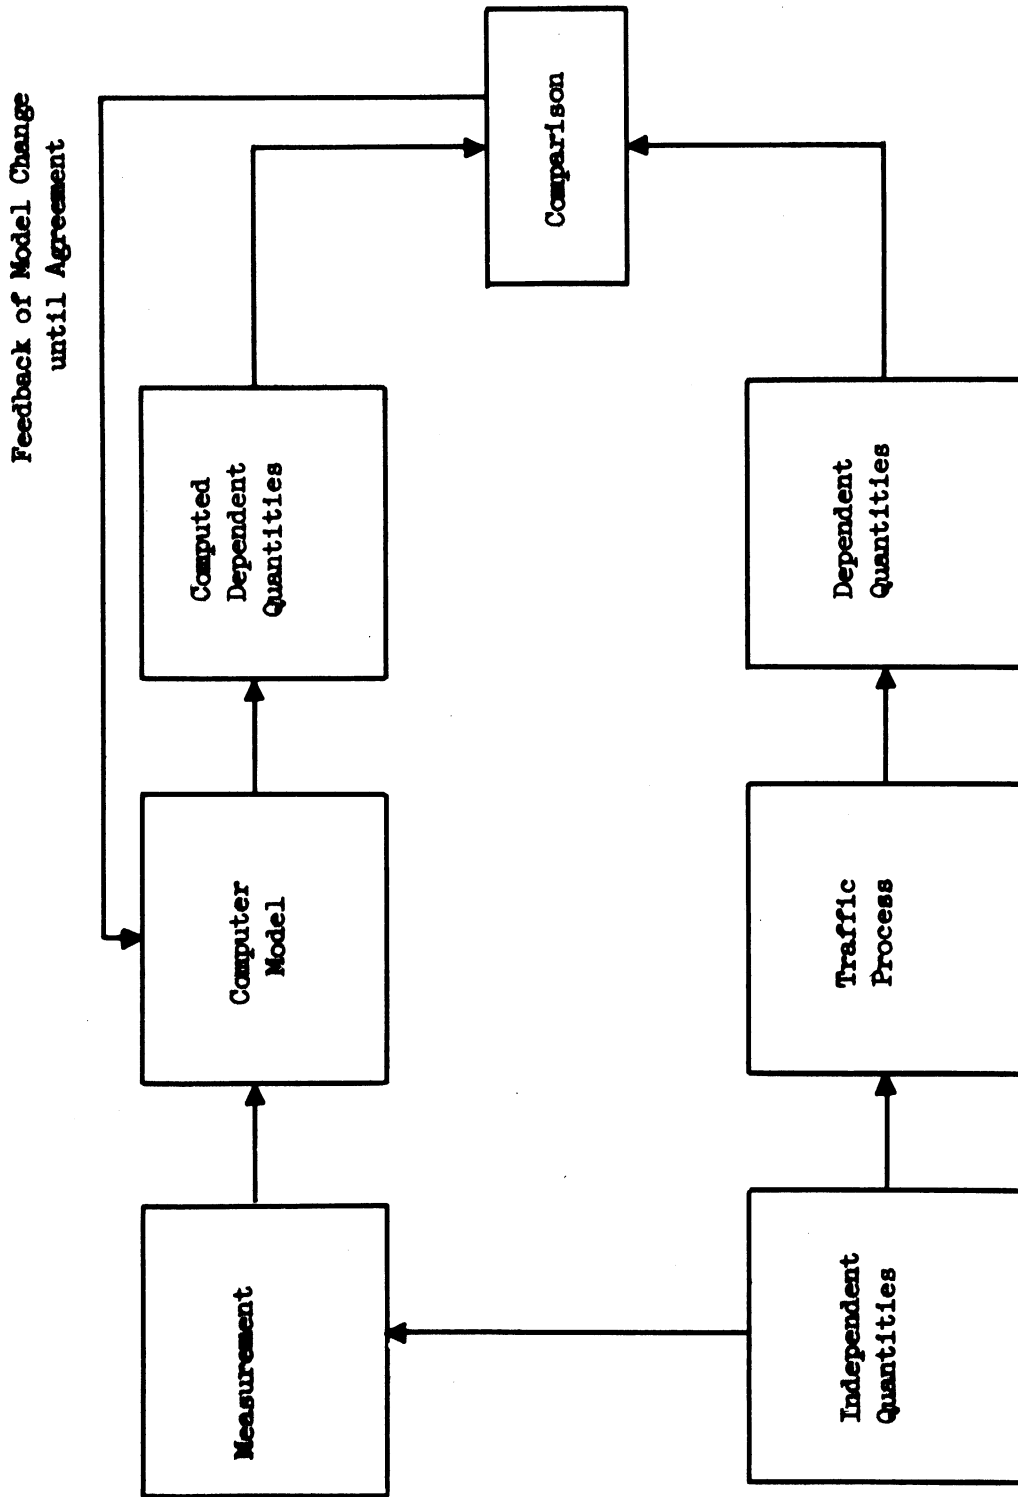 Feedback of Model Change
until Agreement
Measurement
Computer
Model
Computed
Dependent
Quantities
Comparison
Independent
Quantities
Traffic
Process
Dependent
Quantities